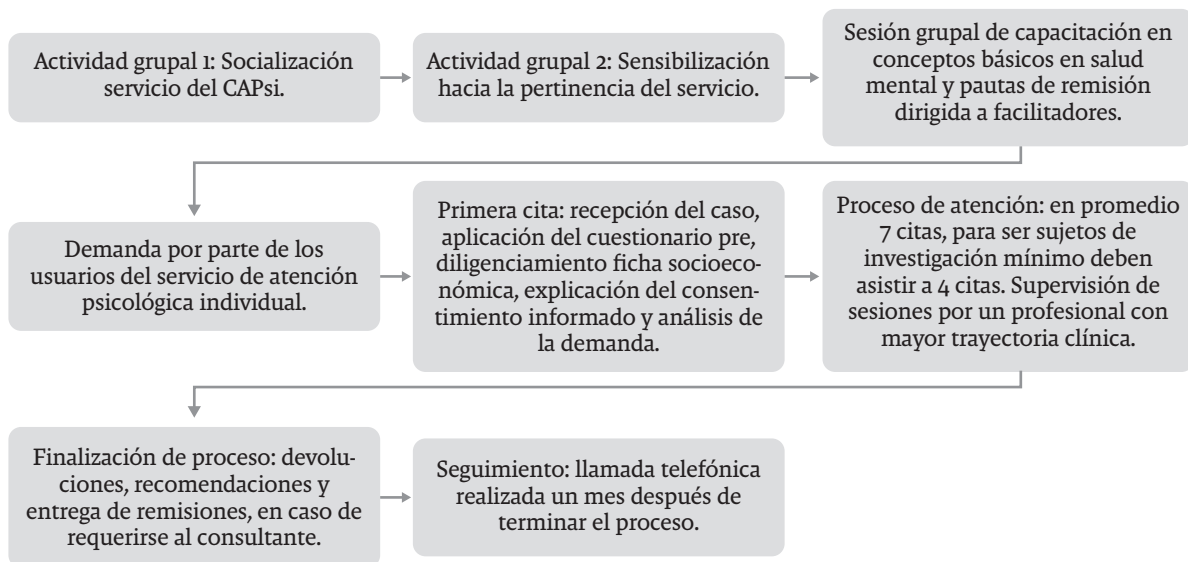 Actividad grupal 1: Socialización
servicio del CAPsi.
Actividad grupal 2: Sensibilización
hacia la pertinencia del servicio.
Sesión grupal de capacitación en
conceptos básicos en salud
mental y pautas de remisión
dirigida a facilitadores.
Demanda por parte de los
usuarios del servicio de atención
psicológica individual.
Primera cita: recepción del caso,
aplicación del cuestionario pre,
diligenciamiento ficha socioeco-
nómica, explicación del consen-
timiento informado y análisis de
la demanda.
Proceso de atención: en promedio
7 citas, para ser sujetos de
investigación mínimo deben
asistir a 4 citas. Supervisión de
sesiones por un profesional con
mayor trayectoria clínica.
Finalización de proceso: devolu-
ciones, recomendaciones y
entrega de remisiones, en caso de
requerirse al consultante.
Seguimiento: llamada telefónica
realizada un mes después de
terminar el proceso.